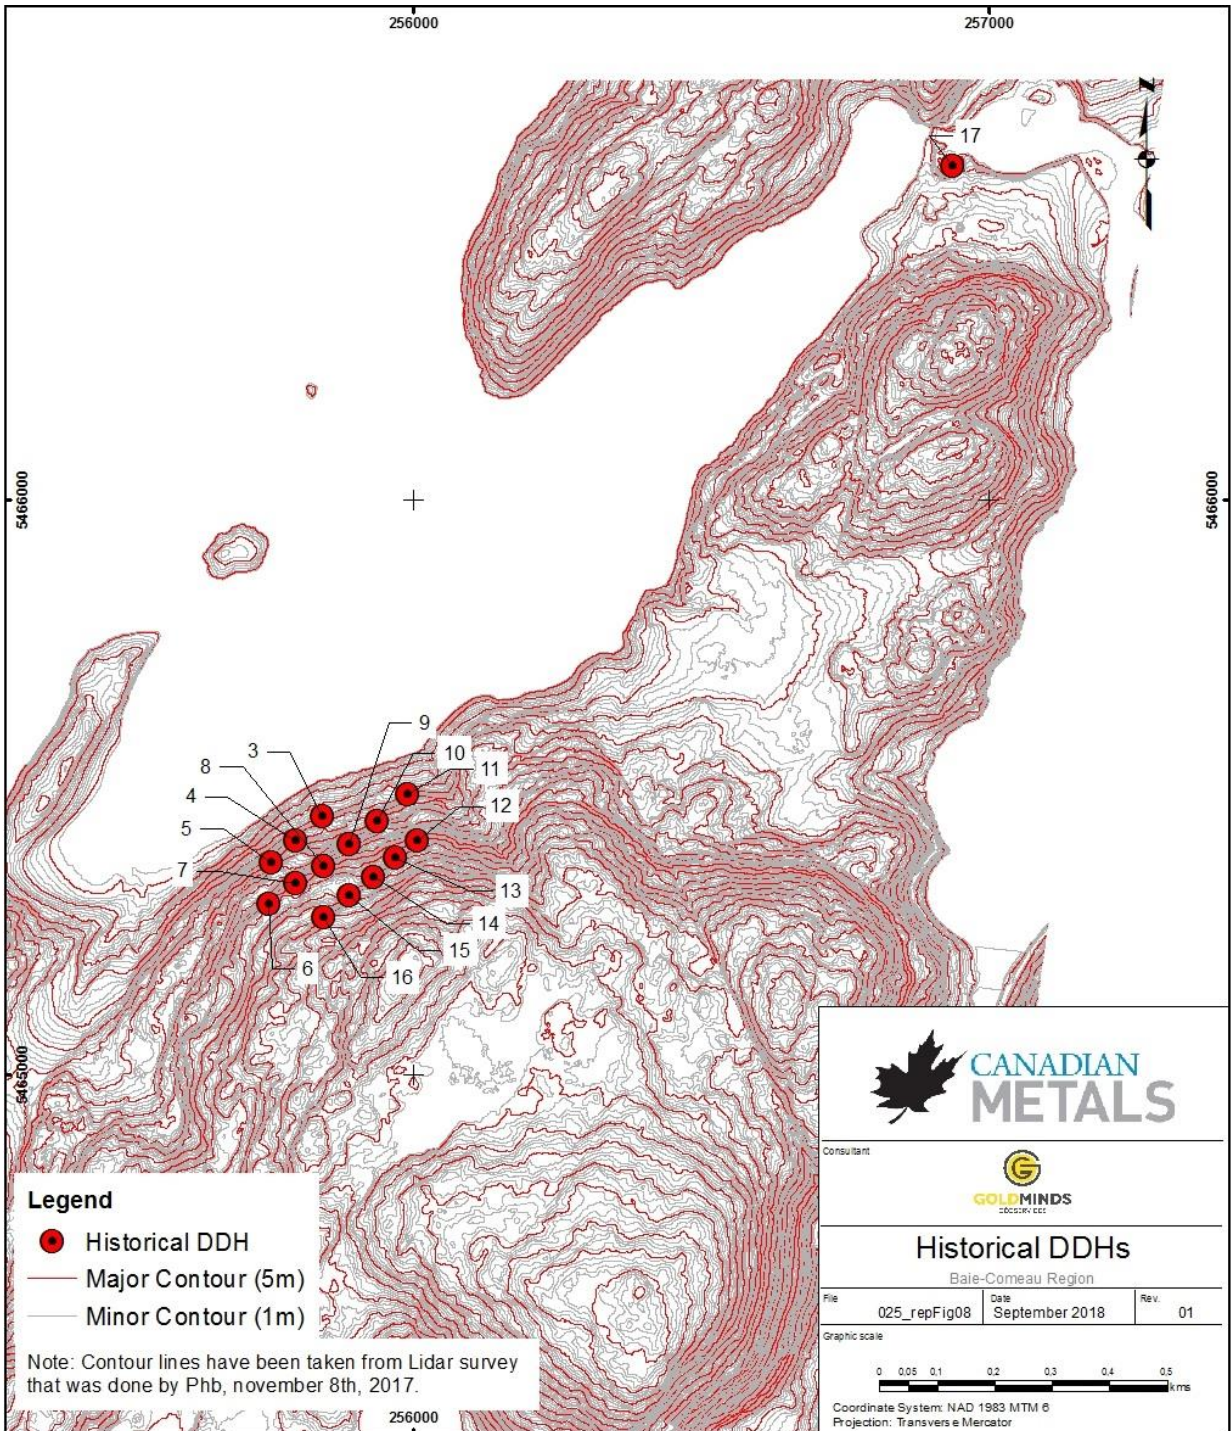 256000
257000
17
5466000
5466000
9
3
10
8
11
4
12
5
7
13
14
15
6
16
5465000
CANADIAN
METALS
Consultant
G
GOLDMINDS
GÉOSERVICES
Legend
Historical DDH
Major Contour (5m)
Minor Contour (1m)
Note: Contour lines have been taken from Lidar survey
that was done by Phb, november 8th, 2017.
256000
Historical DDHs
Baie-Comeau Region
File
Date
Rev.
025_repFig08
September 2018
01
Graphic scale
0 0,05 0,1 0,2 0,3 0,4 0,5
kms
Coordinate System: NAD 1983 MTM 6
Projection: Transverse Mercator